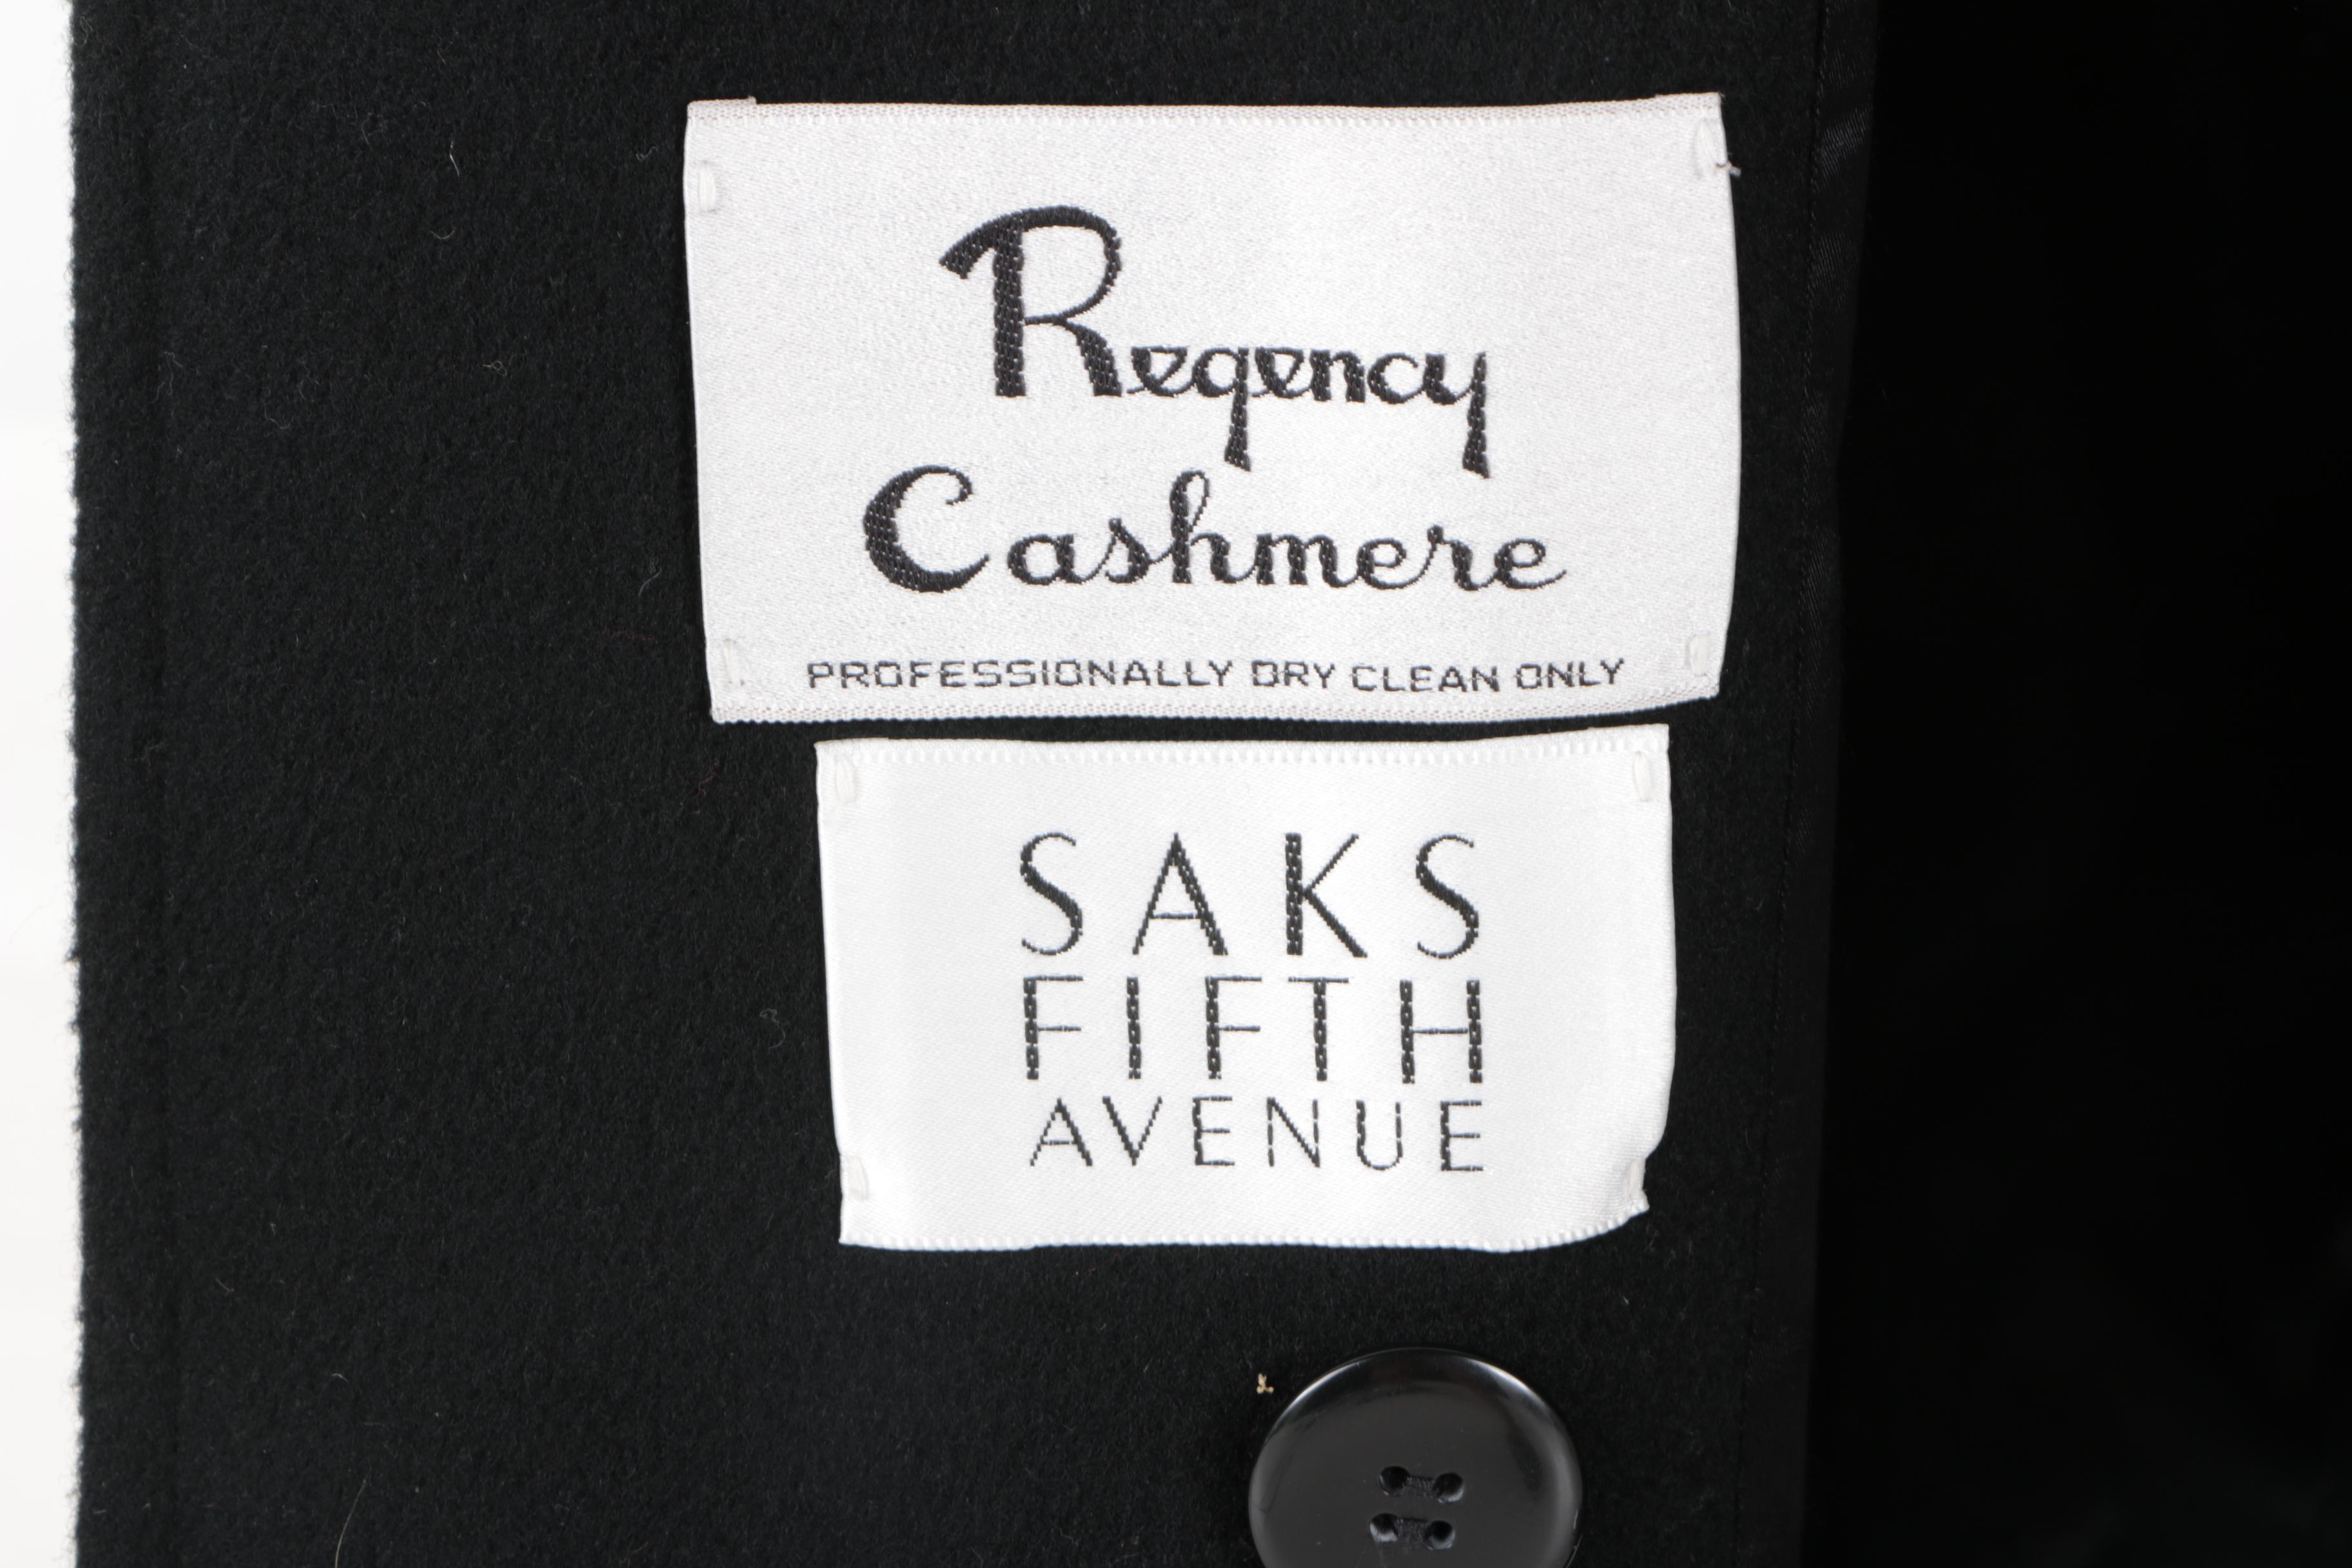 Regency
Cashmere
PROFESSIONALLY DRY CLEAN ONLY
SAKS
FIFTH
AVENUE